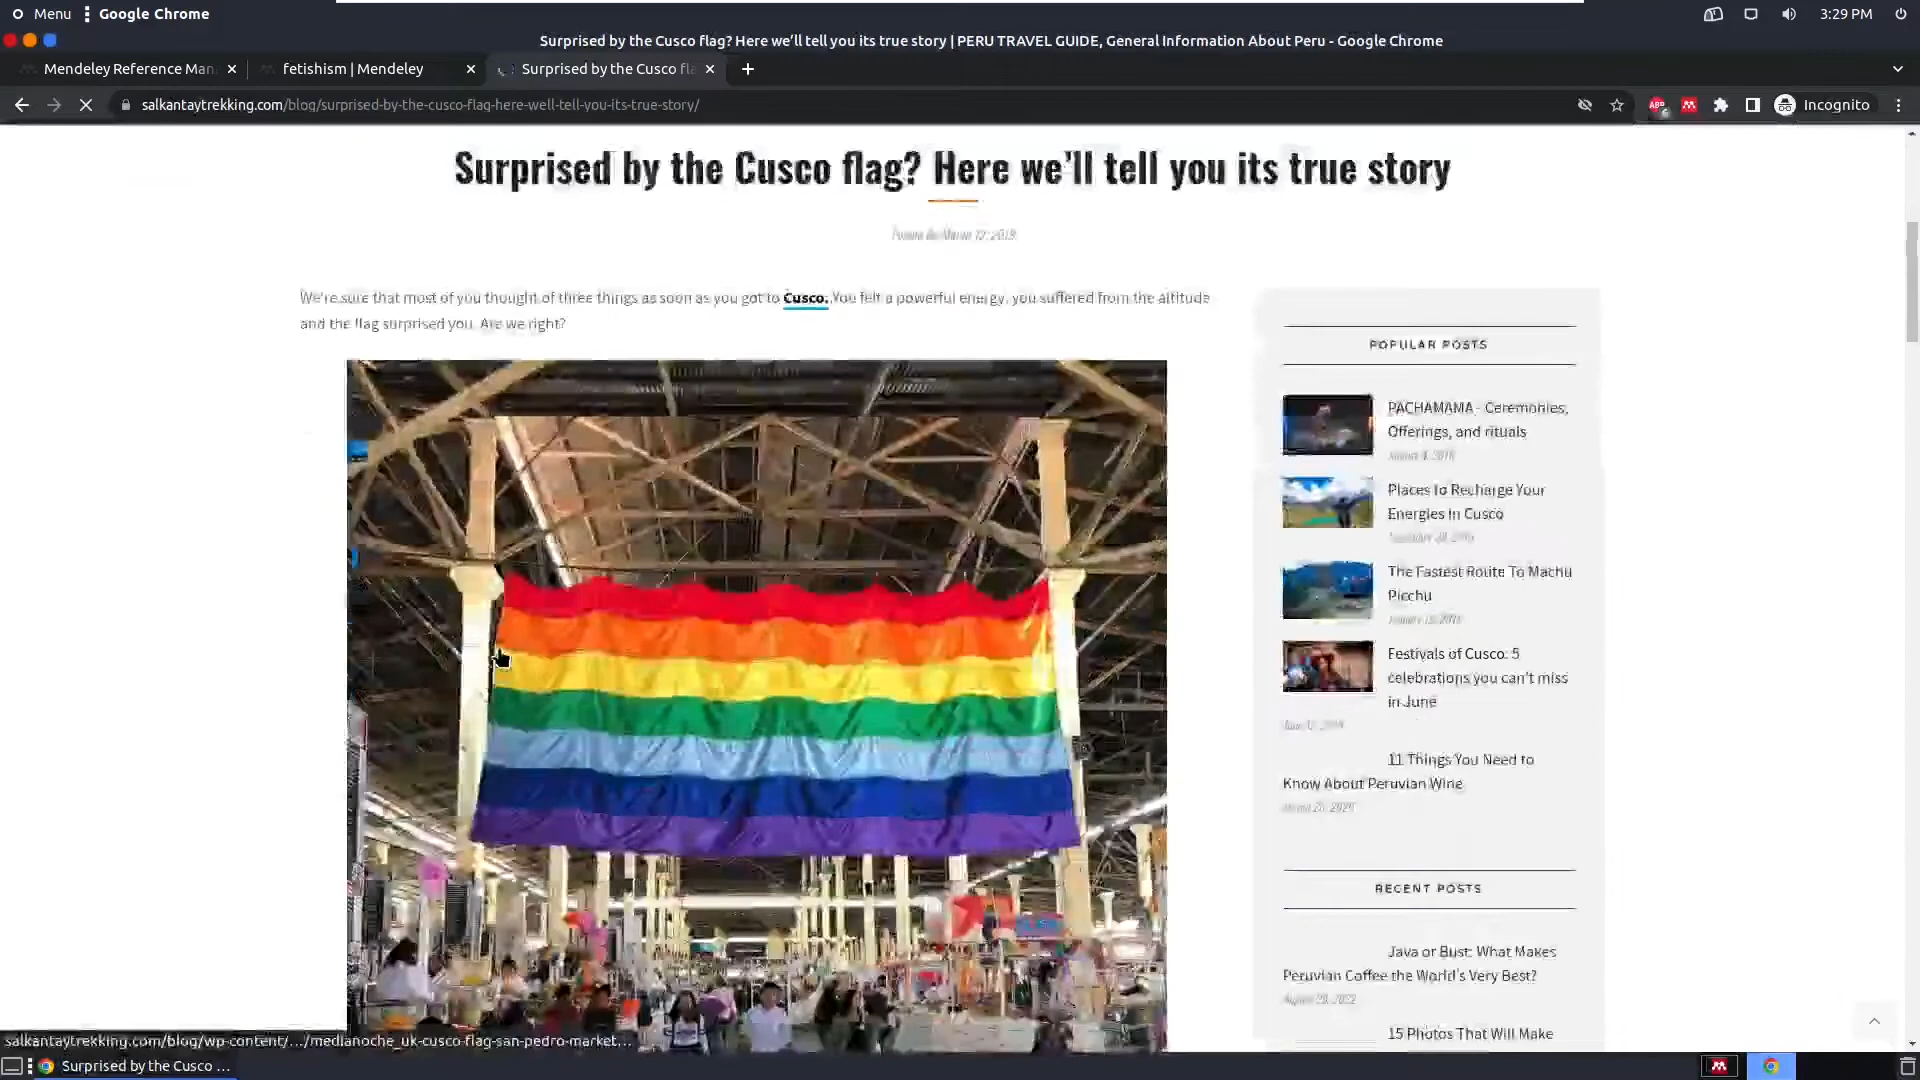 Menu Google Chrome 3:29 PM
Surprised by the Cusco flag? Here we'll tell you its true story | PERU TRAVEL GUIDE, General Information About Peru - Google Chrome
Mendeley Reference Man
fetishism | Mendeley
Surprised by the Cusco fla
salkantaytrekking.com/blog/surprised-by-the-cusco-flag-here-well-tell-you-its-true-story/
ABP
6
Incognito
Surprised by the Cusco flag? Here we'll tell you its true story
We're sure that most of you thought of three things as soon as you got to Cusco. You felt a powerful energy, you suffered from the altitude
and the flag surprised you. Are we right?
POPULAR POSTS
PACHAMAMA - Ceremonies,
Offerings, and rituals
Places to Recharge Your
Energies in Cusco
The Fastest Route To Machu
Picchu
Festivals of Cusco: 5
celebrations you can't miss
in June
11 Things You Need to
Know About Peruvian Wine
RECENT POSTS
Java or Bust: What Makes
Peruvian Coffee the World's Very Best?
15 Photos That Will Make
salkantaytrekking.com/blog/wp-content/.../medianoche_uk-cusco-flag-san-pedro-market...
Surprised by the Cusco ...